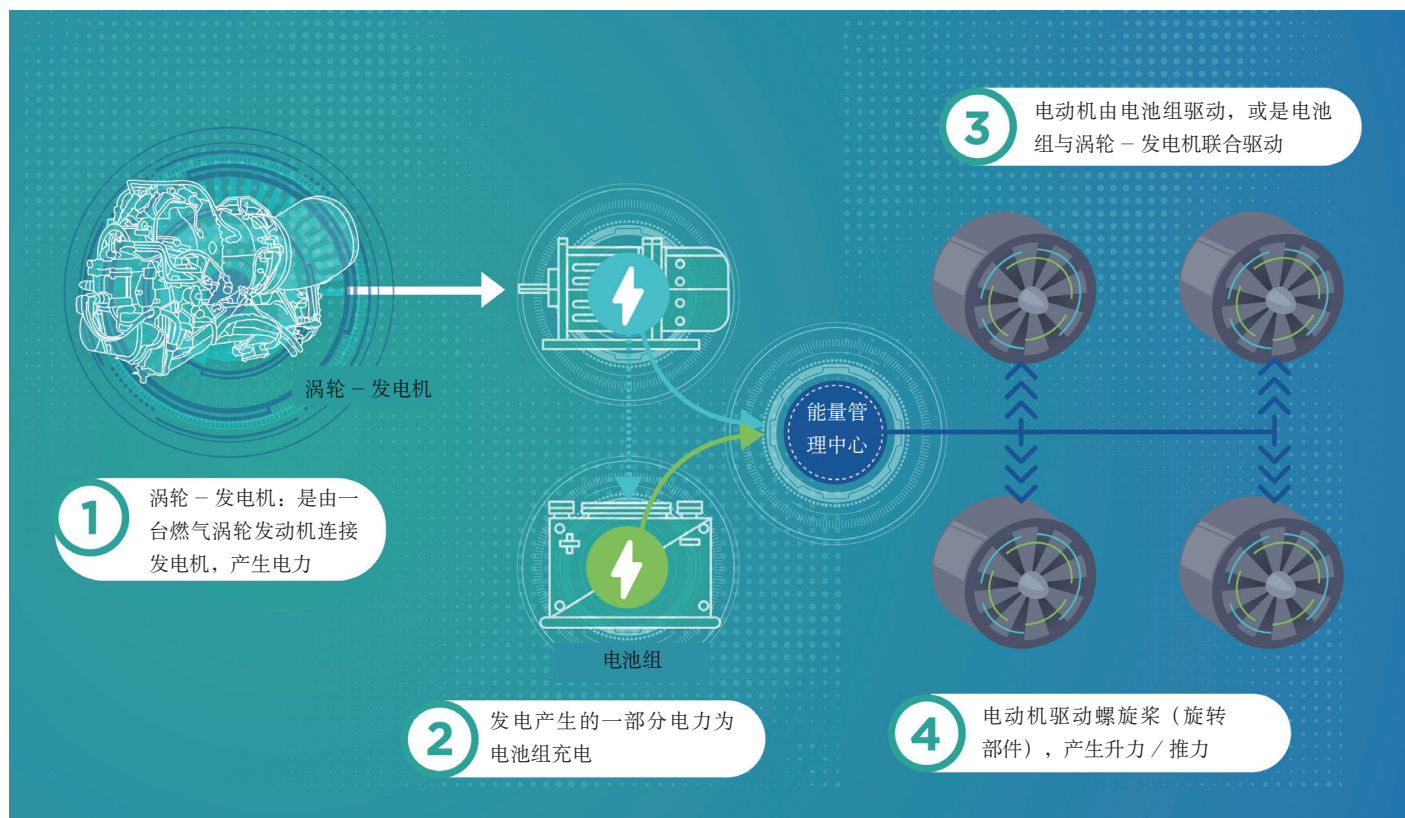 涡轮 – 发电机
1
涡轮 – 发电机：是由一
台燃气涡轮发动机连接
发电机，产生电力
电池组
2
发电产生的一部分电力为
电池组充电
能量管
理中心
3
电动机由电池组驱动，或是电池
组与涡轮 – 发电机联合驱动
4
电动机驱动螺旋桨（旋转
部件），产生升力 / 推力